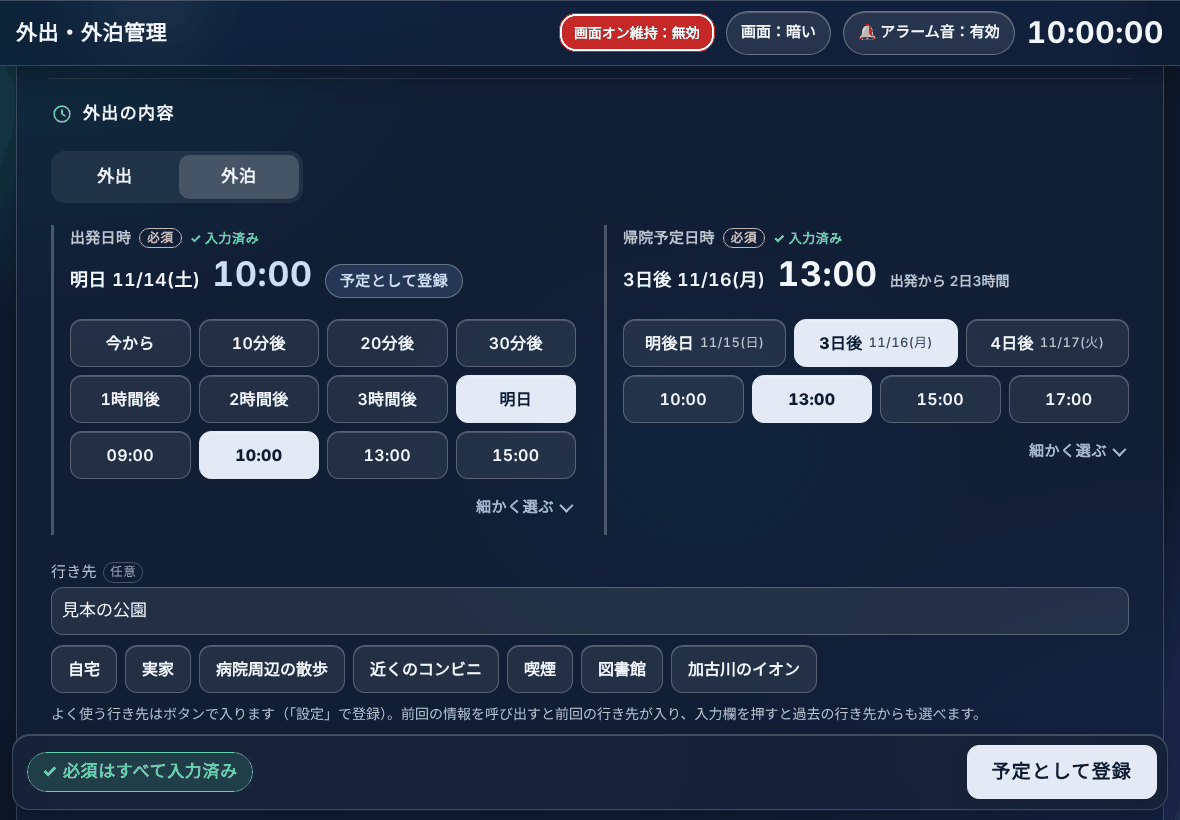 外出・外泊管理
画面オン維持：無効
画面：暗い
アラーム音：有効
10:00:00
外出の内容
外出
外泊
出発日時 必須 ✓ 入力済み
明日 11/14(土) 10:00 予定として登録
今から 10分後 20分後 30分後
1時間後 2時間後 3時間後 明日
09:00 10:00 13:00 15:00
細かく選ぶ
帰院予定日時 必須 ✓ 入力済み
3日後 11/16(月) 13:00 出発から 2日3時間
明後日 11/15(日) 3日後 11/16(月) 4日後 11/17(火)
10:00 13:00 15:00 17:00
細かく選ぶ
行き先 任意
見本の公園
自宅 実家 病院周辺の散歩 近くのコンビニ 喫煙 図書館 加古川のイオン
よく使う行き先はボタンで入ります（「設定」で登録）。前回の情報を呼び出すと前回の行き先が入り、入力欄を押すと過去の行き先からも選べます。
✓ 必須はすべて入力済み
予定として登録